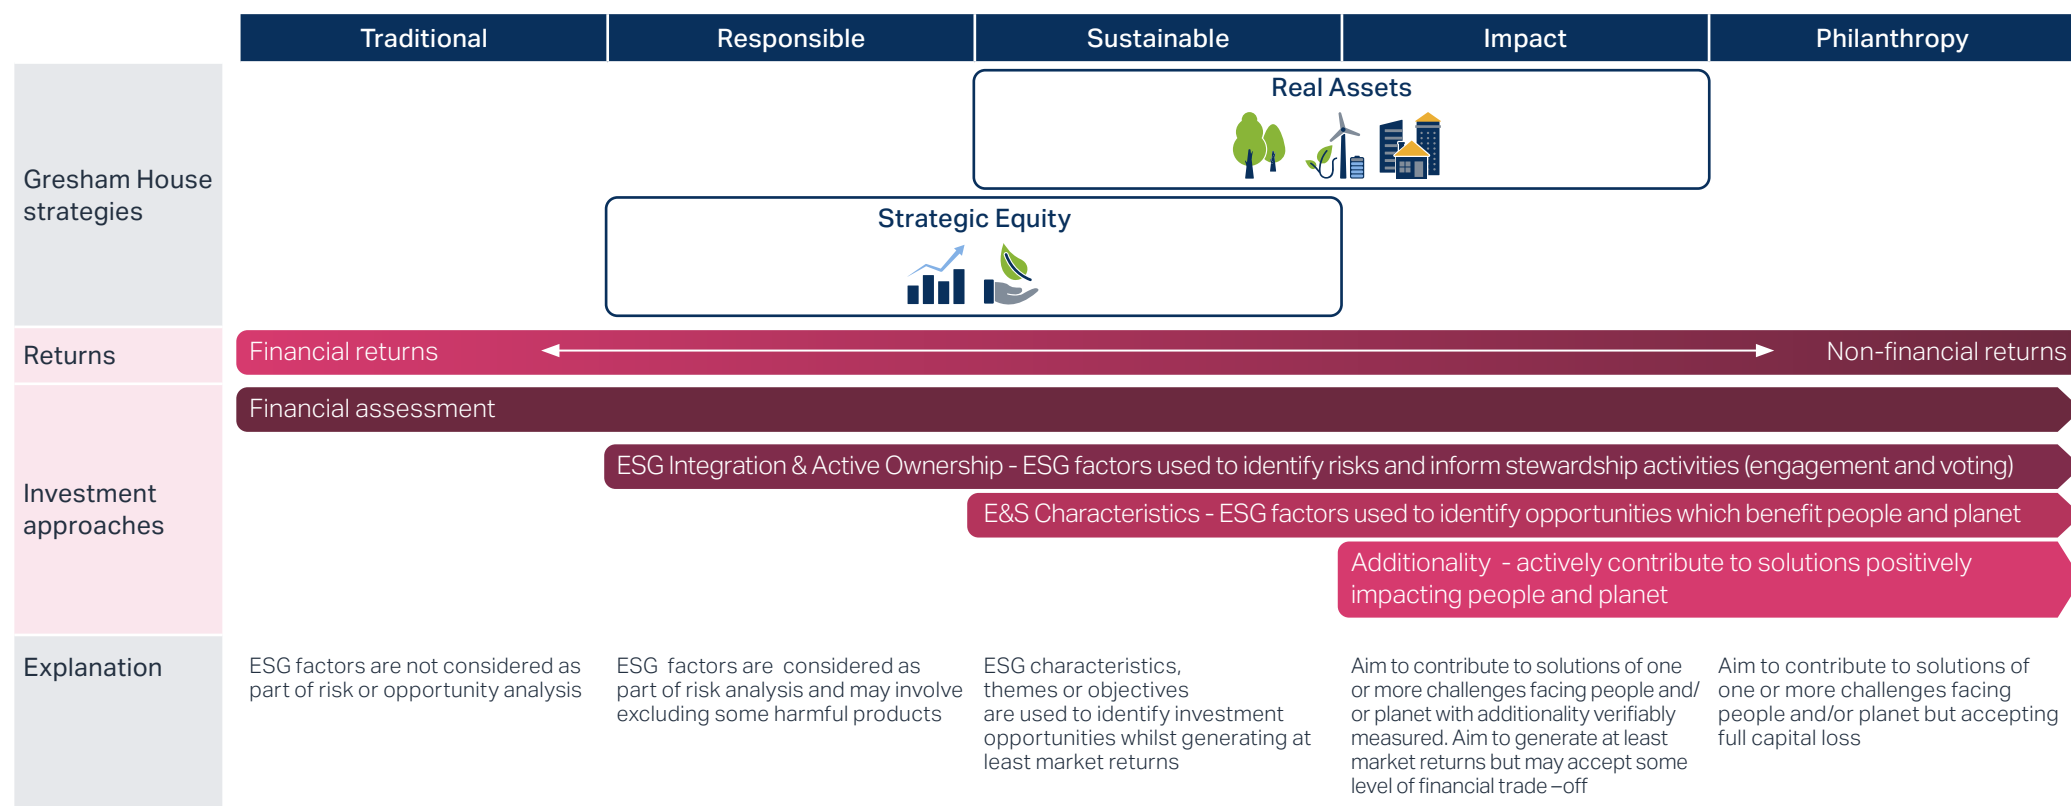 Traditional
Responsible
Sustainable
Impact
Philanthropy
Gresham House
strategies
Real Assets
Strategic Equity
Returns
Financial returns
Non-financial returns
Investment
approaches
Financial assessment
ESG Integration & Active Ownership - ESG factors used to identify risks and inform stewardship activities (engagement and voting)
E&S Characteristics - ESG factors used to identify opportunities which benefit people and planet
Additionality - actively contribute to solutions positively
impacting people and planet
Explanation
ESG factors are not considered as
part of risk or opportunity analysis
ESG factors are considered as
part of risk analysis and may involve
excluding some harmful products
ESG characteristics,
themes or objectives
are used to identify investment
opportunities whilst generating at
least market returns
Aim to contribute to solutions of one
or more challenges facing people and/
or planet with additionality verifiably
measured. Aim to generate at least
market returns but may accept some
level of financial trade –off
Aim to contribute to solutions of
one or more challenges facing
people and/or planet but accepting
full capital loss